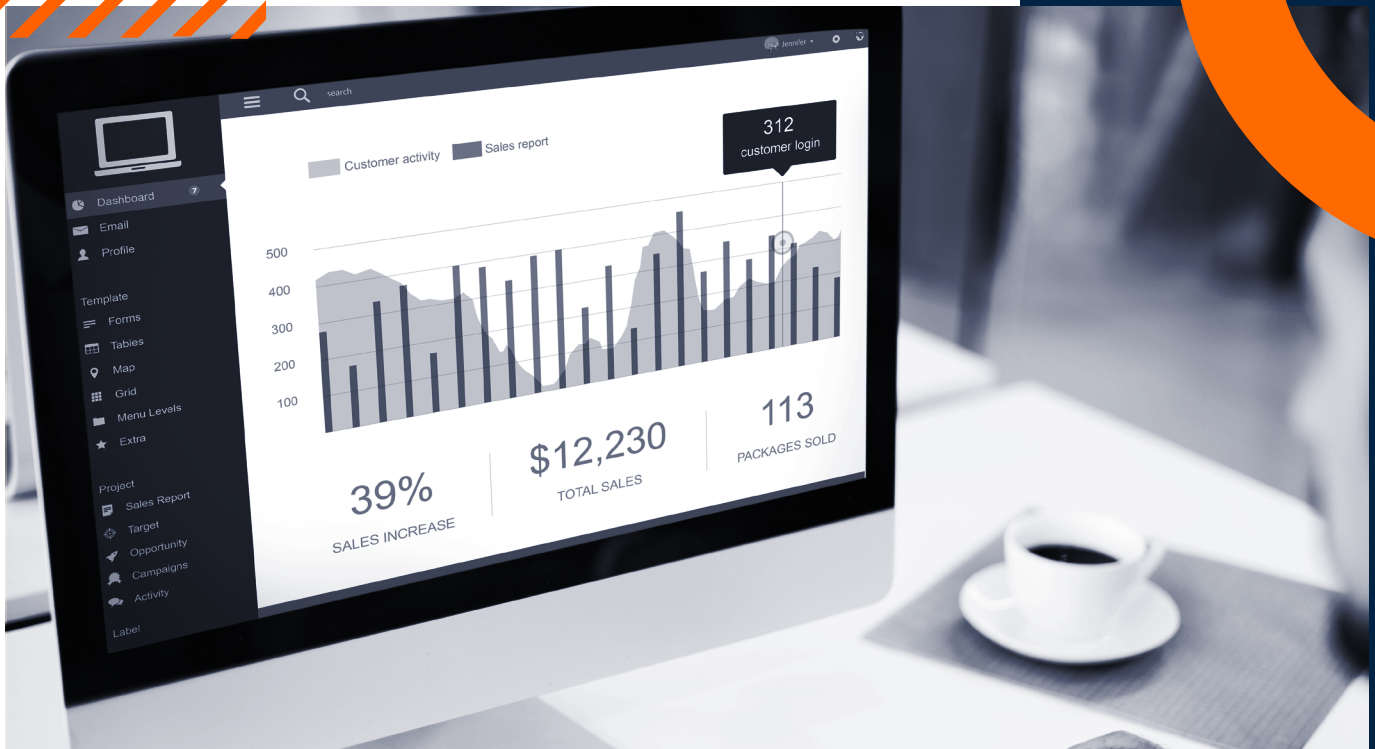 Jennifer
search
Dashboard 7
Email
Profile
Template
Forms
Tables
Map
Grid
Menu Levels
Extra
Project
Sales Report
Target
Opportunity
Campaigns
Activity
Label
Customer activity
Sales report
312
customer login
500
400
300
200
100
39%
SALES INCREASE
$12,230
TOTAL SALES
113
PACKAGES SOLD